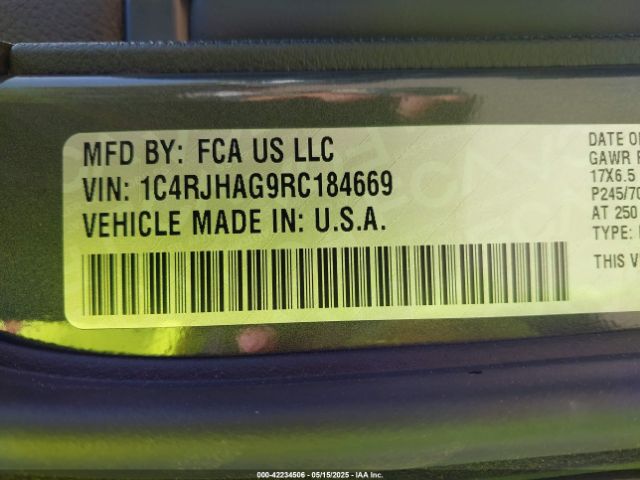 MFD BY: FCA US LLC
VIN: 1C4RJHAG9RC184669
VEHICLE MADE IN: U.S.A.
DATE OF
GAWR F
17X6.5
P245/70
AT 250
TYPE:
THIS V
000-42234506 - 05/15/2025 - IAA Inc.